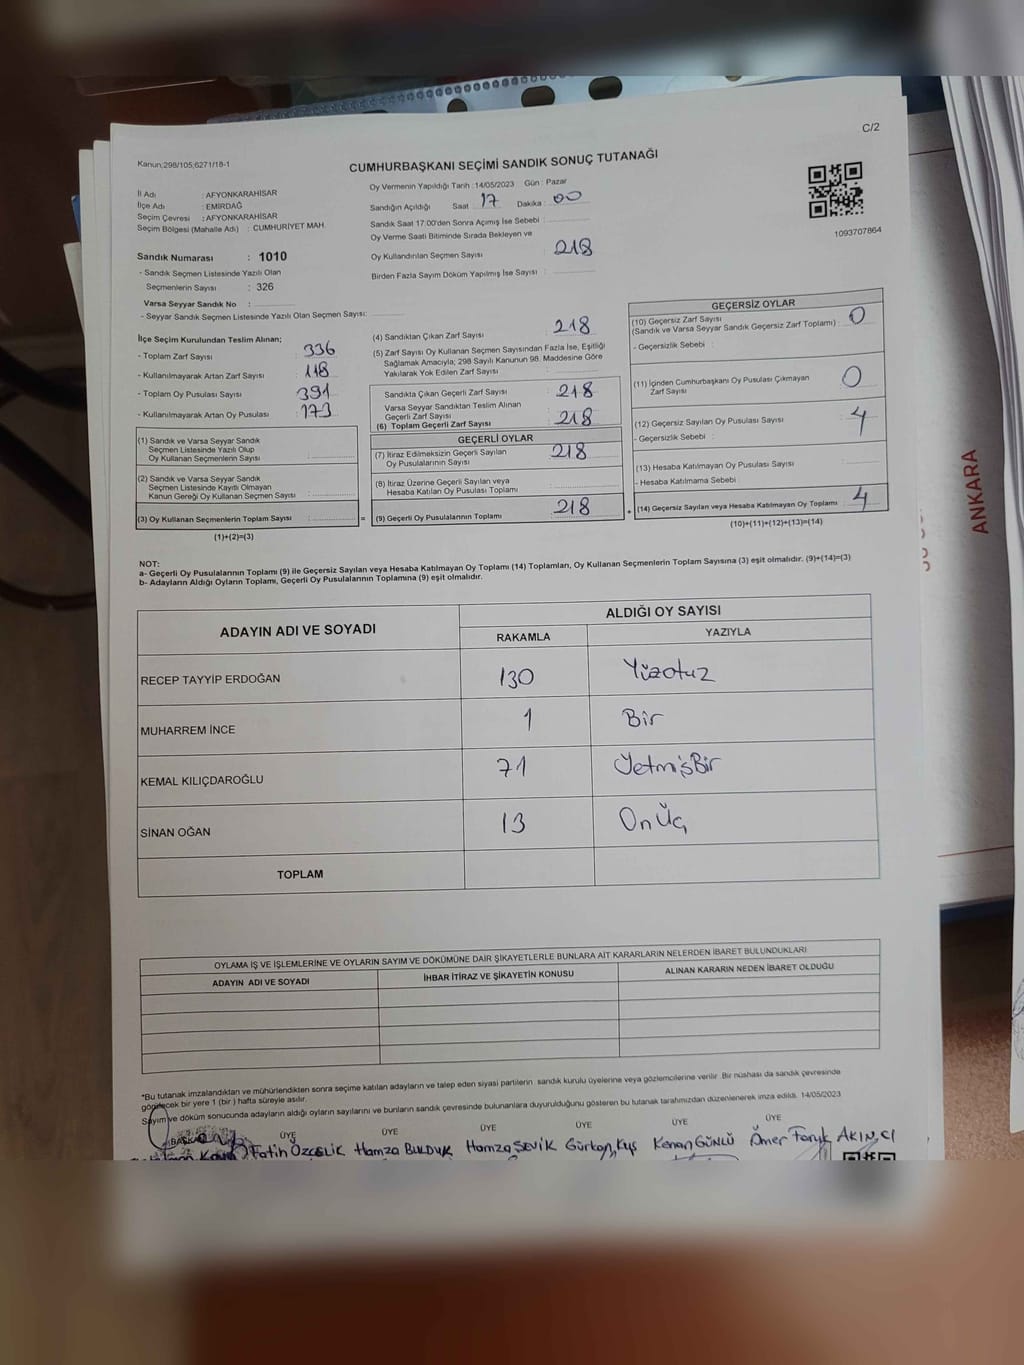 C/2
Kanun;298/105;6271/18-1
CUMHURBAŞKANI SEÇİMİ SANDIK SONUÇ TUTANAĞI
İl Adı : AFYONKARAHİSAR
İlçe Adı : EMİRDAĞ
Seçim Çevresi : AFYONKARAHİSAR
Seçim Bölgesi (Mahalle Adı) : CUMHURİYET MAH.
Oy Vermenin Yapıldığı Tarih :14/05/2023 Gün : Pazar
Sandığın Açıldığı Saat 17 Dakika : 00
Sandık Saat 17:00'den Sonra Açımış İse Sebebi :
Oy Verme Saati Bitiminde Sırada Bekleyen ve
Oy Kullandırılan Seçmen Sayısı : 218
Birden Fazla Sayım Döküm Yapılmış İse Sayısı :
1093707864
Sandık Numarası : 1010
- Sandık Seçmen Listesinde Yazılı Olan
Seçmenlerin Sayısı : 326
Varsa Seyyar Sandık No :
- Seyyar Sandık Seçmen Listesinde Yazılı Olan Seçmen Sayısı:
İlçe Seçim Kurulundan Teslim Alınan;
- Toplam Zarf Sayısı : 336
- Kullanılmayarak Artan Zarf Sayısı : 118
- Toplam Oy Pusulası : 391
- Kullanılmayarak Artan Oy Pusulası : 173
(1) Sandık ve Varsa Seyyar Sandık
Seçmen Listesinde Yazılı Olup
Oy Kullanan Seçmenlerin Sayısı :
(2) Sandık ve Varsa Seyyar Sandık
Seçmen Listesinde Kayıtlı Olmayan
Kanun Gereği Oy Kullanan Seçmen Sayısı :
(3) Oy Kullanan Seçmenlerin Toplam Sayısı : =
(1)+(2)=(3)
(4) Sandıktan Çıkan Zarf Sayısı : 218
(5) Zarf Sayısı Oy Kullanan Seçmen Sayısından Fazla İse, Eşitliği
Sağlamak Amacıyla; 298 Sayılı Kanunun 98. Maddesine Göre
Yakılarak Yok Edilen Zarf Sayısı :
Sandıkta Çıkan Geçerli Zarf Sayısı : 218
Varsa Seyyar Sandıktan Teslim Alınan
Geçerli Zarf Sayısı :
(6) Toplam Geçerli Zarf Sayısı : 218
GEÇERLİ OYLAR
(7) İtiraz Edilmeksizin Geçerli Sayılan
Oy Pusulalarının Sayısı : 218
(8) İtiraz Üzerine Geçerli Sayılan veya
Hesaba Katılan Oy Pusulası Toplamı :
(9) Geçerli Oy Pusulalarının Toplamı : 218 +
GEÇERSİZ OYLAR
(10) Geçersiz Zarf Sayısı
(Sandık ve Varsa Seyyar Sandık Geçersiz Zarf Toplamı) : 0
- Geçersizlik Sebebi :
(11) İçinden Cumhurbaşkanı Oy Pusulası Çıkmayan
Zarf Sayısı : 0
(12) Geçersiz Sayılan Oy Pusulası Sayısı : 4
- Geçersizlik Sebebi :
(13) Hesaba Katılmayan Oy Pusulası Sayısı :
- Hesaba Katılmama Sebebi :
(14) Geçersiz Sayılan veya Hesaba Katılmayan Oy Toplamı : 4
(10)+(11)+(12)+(13)=(14)
NOT:
a- Geçerli Oy Pusulalarının Toplamı (9) ile Geçersiz Sayılan veya Hesaba Katılmayan Oy Toplamı (14) Toplamları, Oy Kullanan Seçmenlerin Toplam Sayısına (3) eşit olmalıdır. (9)+(14)=(3)
b- Adayların Aldığı Oyların Toplamı, Geçerli Oy Pusulalarının Toplamına (9) eşit olmalıdır.
ADAYIN ADI VE SOYADI
ALDIĞI OY SAYISI
RAKAMLA YAZIYLA
RECEP TAYYİP ERDOĞAN 130 Yüzotuz
MUHARREM İNCE 1 Bir
KEMAL KILIÇDAROĞLU 71 YetmişBir
SİNAN OĞAN 13 On Üç
TOPLAM
OYLAMA İŞ VE İŞLEMLERİNE VE OYLARIN SAYIM VE DÖKÜMÜNE DAİR ŞİKAYETLERLE BUNLARA AİT KARARLARIN NELERDEN İBARET BULUNDUKLARI
ADAYIN ADI VE SOYADI İHBAR İTİRAZ VE ŞİKAYETİN KONUSU ALINAN KARARIN NEDEN İBARET OLDUĞU
*Bu tutanak imzalandıktan ve mühürlendikten sonra seçime katılan adayların ve talep eden siyasi partilerin sandık kurulu üyelerine veya gözlemcilerine verilir. Bir nüshası da sandık çevresinde
görülecek bir yere 1 (bir) hafta süreyle asılır.
Sayım ve döküm sonucunda adayların aldığı oyların sayılarını ve bunların sandık çevresinde bulunanlara duyurulduğunu gösteren bu tutanak tarafımızdan düzenlenerek imza edildi. 14/05/2023
BAŞKAN ÜYE ÜYE ÜYE ÜYE ÜYE ÜYE
Fatih ÖZÇELİK Hamza BULDUK Hamza SEVİK Gürkan Kuş Kenan GÜNLÜ Ömer Faruk AKINCI
ANKARA